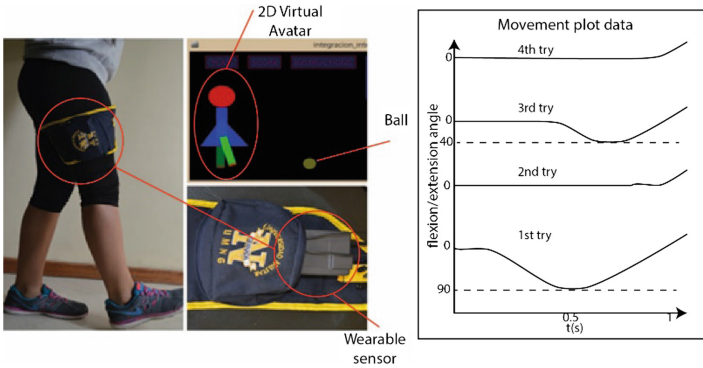 2D Virtual
Avatar
integracion_inte
Ball
UMNG
Wearable
sensor
Movement plot data
flexion/extension angle
4th try
0
3rd try
0
40
2nd try
0
1st try
0
90
0.5
1
t(s)